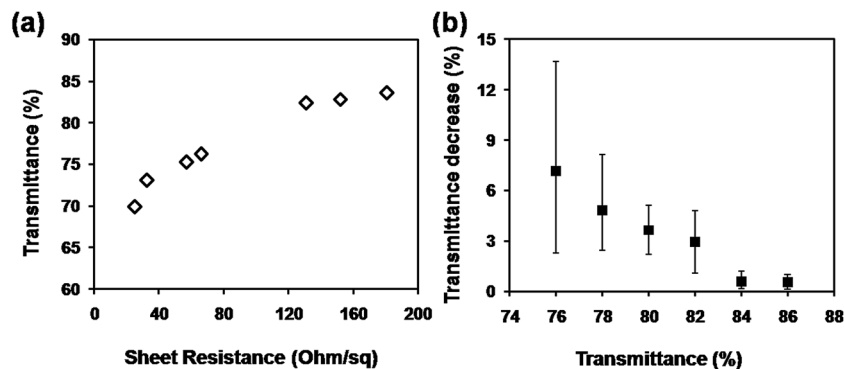 (a)
90
85
80
75
70
65
60
0 40 80 120 160 200
Transmittance (%)
Sheet Resistance (Ohm/sq)
(b)
15
12
9
6
3
0
74 76 78 80 82 84 86 88
Transmittance decrease (%)
Transmittance (%)